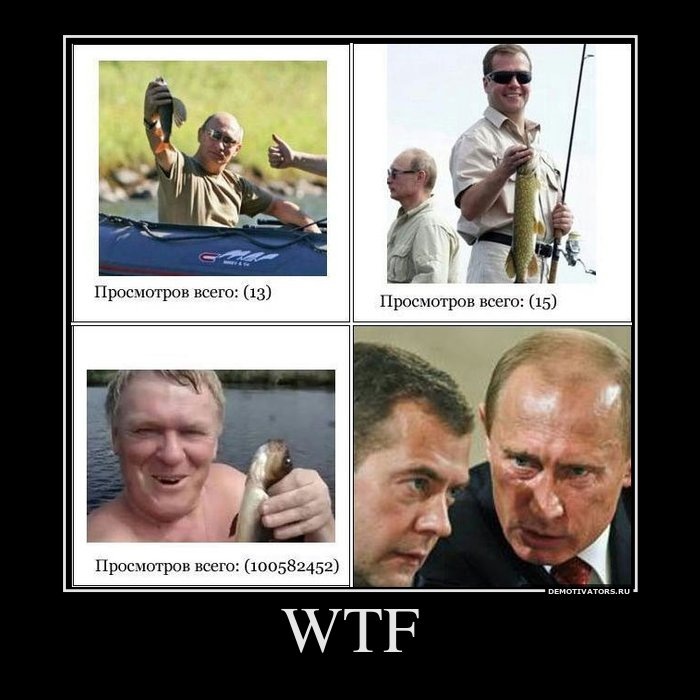 Просмотров всего: (13)
Просмотров всего: (15)
Просмотров всего: (100582452)
DEMOTIVATORS.RU
WTF